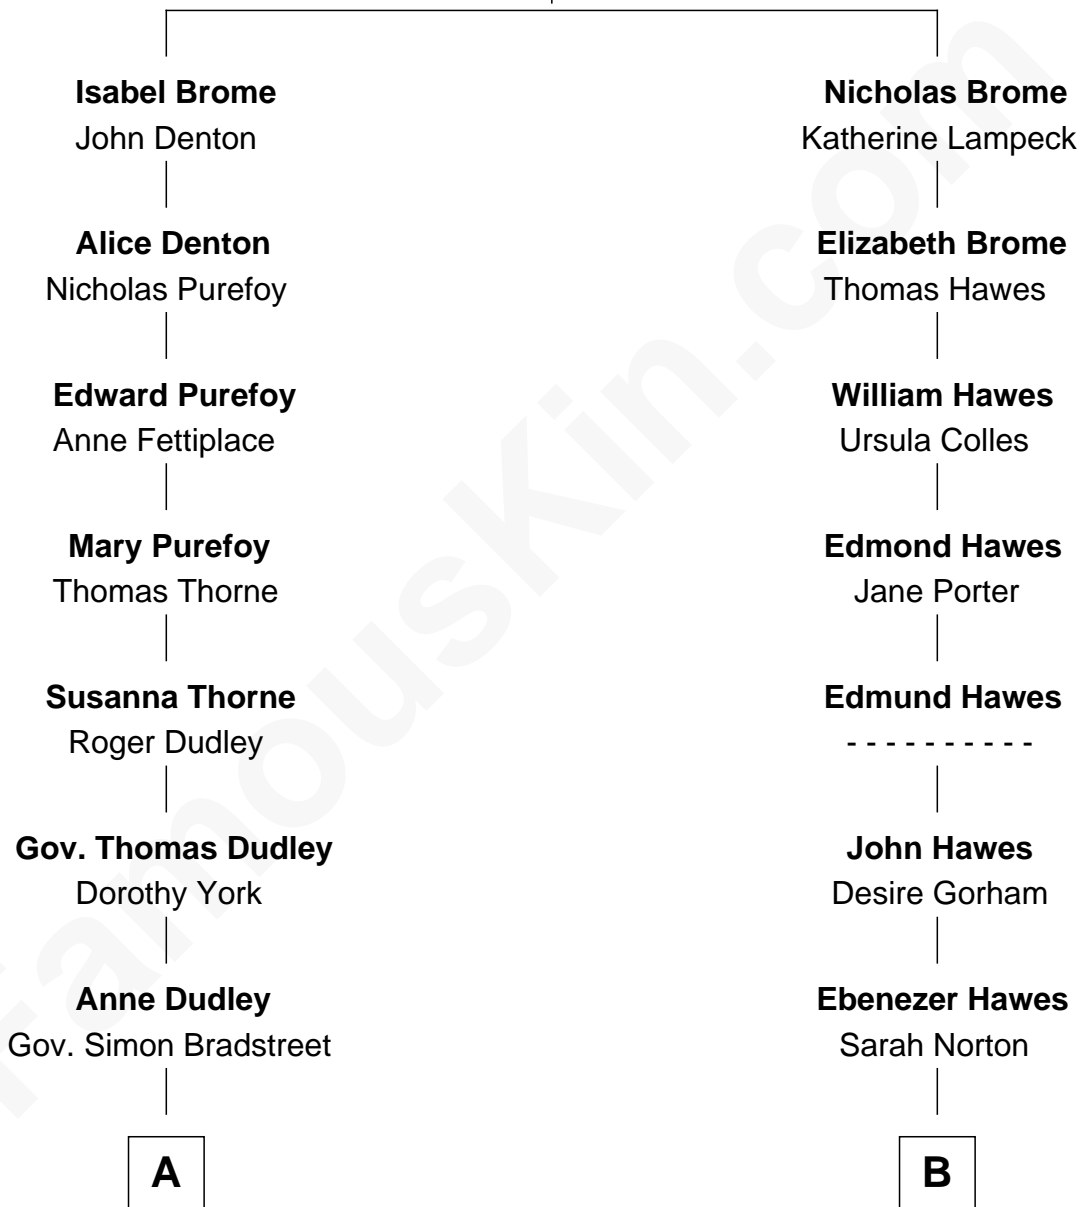 Isabel Brome
John Denton
Alice Denton
Nicholas Purefoy
Edward Purefoy
Anne Fettiplace
Mary Purefoy
Thomas Thorne
Susanna Thorne
Roger Dudley
Gov. Thomas Dudley
Dorothy York
Anne Dudley
Gov. Simon Bradstreet
A
Nicholas Brome
Katherine Lampeck
Elizabeth Brome
Thomas Hawes
William Hawes
Ursula Colles
Edmond Hawes
Jane Porter
Edmund Hawes
- - - - - - - - - -
John Hawes
Desire Gorham
Ebenezer Hawes
Sarah Norton
B
FamousKin.com